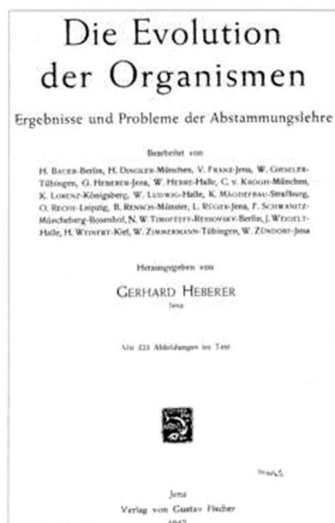 Die Evolution
der Organismen
Ergebnisse und Probleme der Abstammungslehre
Bearbeitet von
H. BAUER-Berlin, H. DINGLER-München, V. FRANZ-Jena, W. GIESELER-
Tübingen, G. HEBERER-Jena, W. HERRE-Halle, C. v. KROGH-München,
K. LORENZ-Königsberg, W. LUDWIG-Halle, K. MÄGDEFRAU-Straßburg,
O. RECHE-Leipzig, B. RENSCH-Münster, L. RÜGER-Jena, F. SCHWANITZ-
Müncheberg-Rosenhof, N. W. TIMOFEEFF-RESSOVSKY-Berlin, J. WEIGELT-
Halle, H. WEINERT-Kiel, W. ZIMMERMANN-Tübingen, W. ZÜNDORF-Jena
Herausgegeben von
GERHARD HEBERER
Jena
Mit 323 Abbildungen im Text
Jena
Verlag von Gustav Fischer
1943